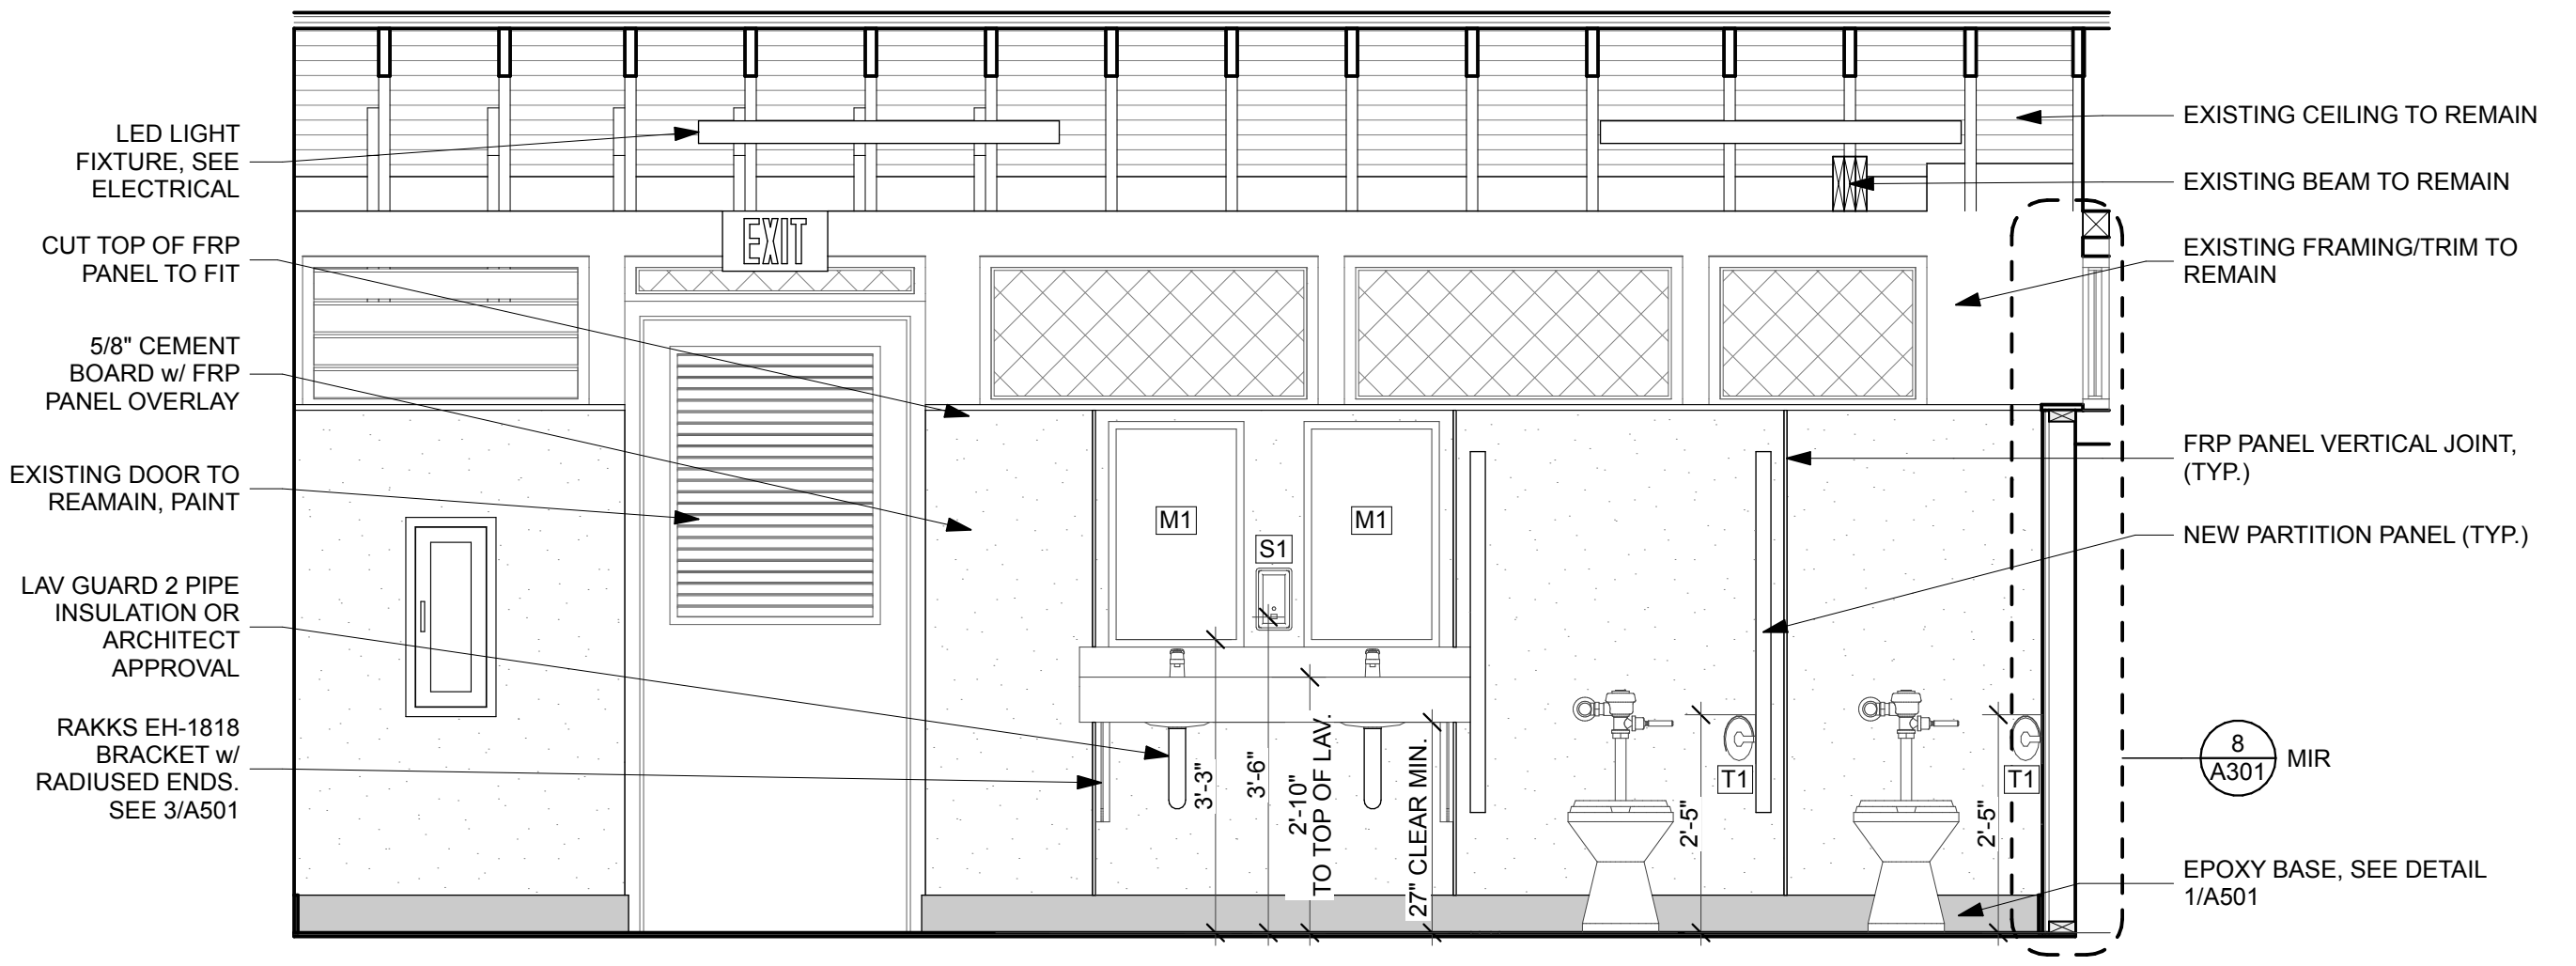 LED LIGHT
FIXTURE, SEE
ELECTRICAL
CUT TOP OF FRP
PANEL TO FIT
5/8" CEMENT
BOARD w/ FRP
PANEL OVERLAY
EXISTING DOOR TO
REAMAIN, PAINT
LAV GUARD 2 PIPE
INSULATION OR
ARCHITECT
APPROVAL
RAKKS EH-1818
BRACKET w/
RADIUSED ENDS.
SEE 3/A501
EXIT
M1
S1
M1
3'-3"
3'-6"
2'-10"
TO TOP OF LAV.
27" CLEAR MIN.
2'-5"
T1
2'-5"
T1
EXISTING CEILING TO REMAIN
EXISTING BEAM TO REMAIN
EXISTING FRAMING/TRIM TO
REMAIN
FRP PANEL VERTICAL JOINT,
(TYP.)
NEW PARTITION PANEL (TYP.)
8
A301
MIR
EPOXY BASE, SEE DETAIL
1/A501